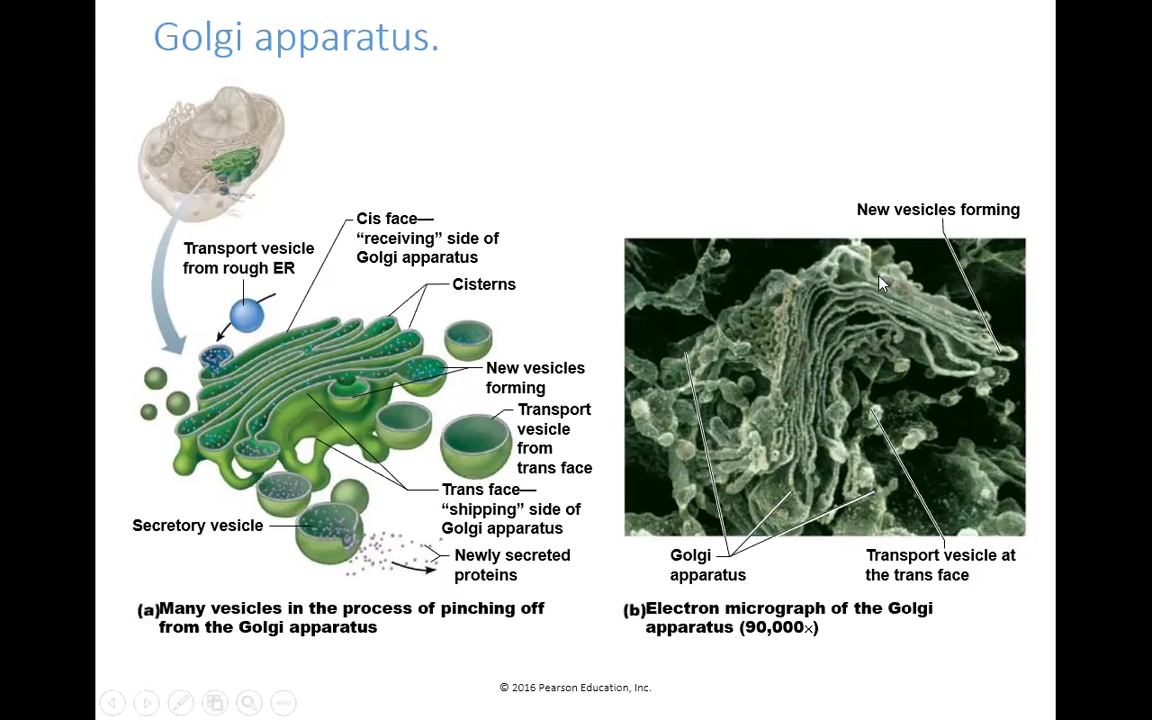 Golgi apparatus.
Cis face—
“receiving” side of
Golgi apparatus
Transport vesicle
from rough ER
Cisterns
New vesicles
forming
Transport
vesicle
from
trans face
Trans face—
“shipping” side of
Golgi apparatus
Secretory vesicle
Newly secreted
proteins
(a)Many vesicles in the process of pinching off
from the Golgi apparatus
New vesicles forming
Golgi
apparatus
Transport vesicle at
the trans face
(b)Electron micrograph of the Golgi
apparatus (90,000×)
© 2016 Pearson Education, Inc.